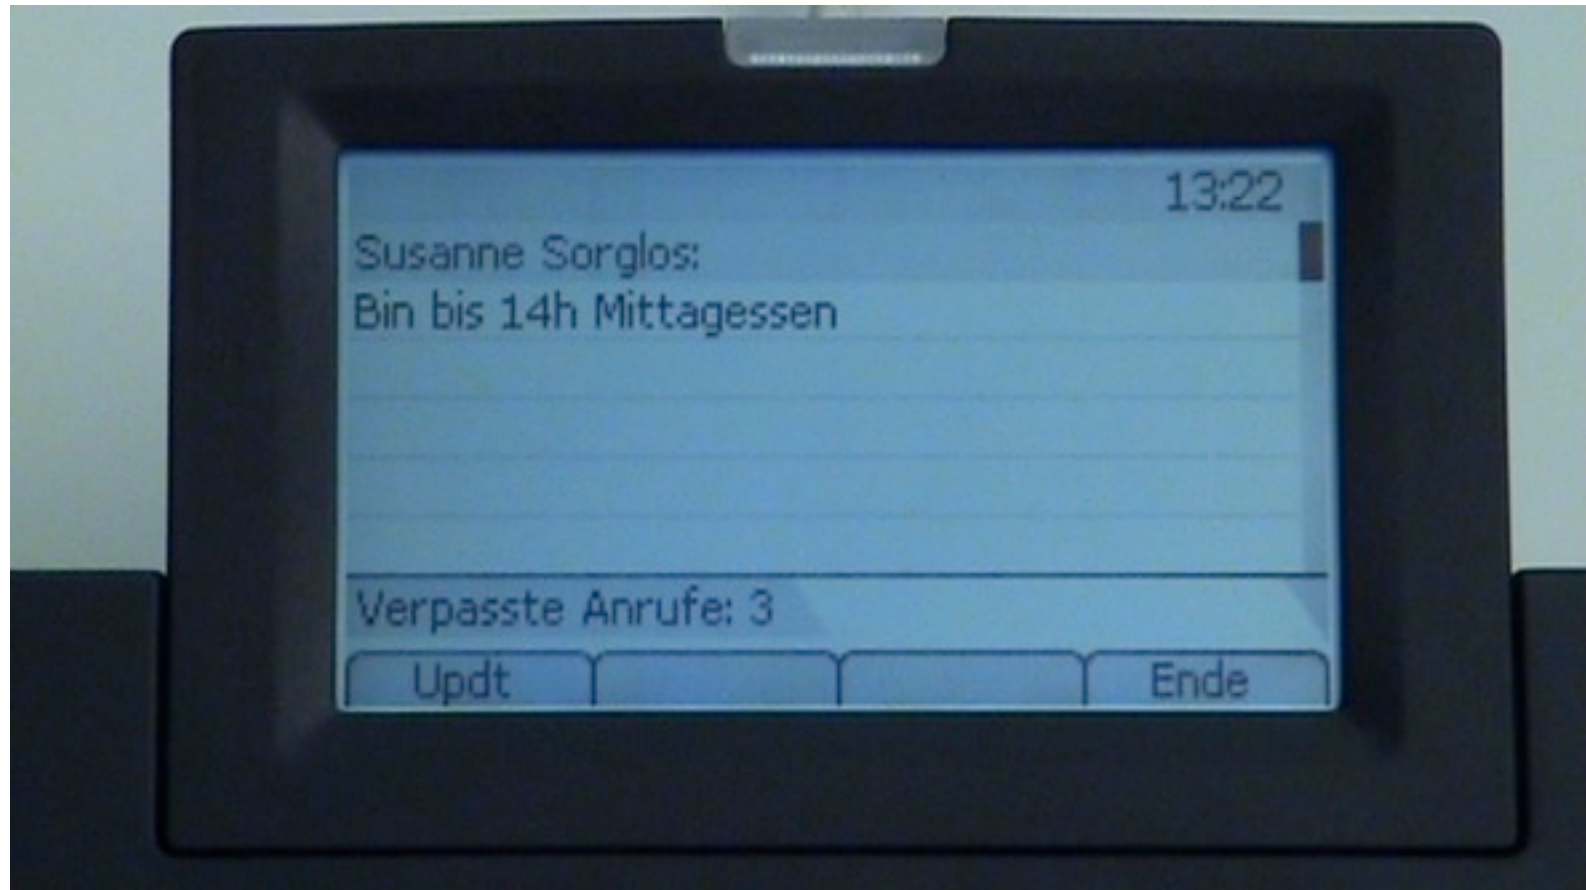 13:22
Susanne Sorglos:
Bin bis 14h Mittagessen
Verpasste Anrufe: 3
Updt Ende